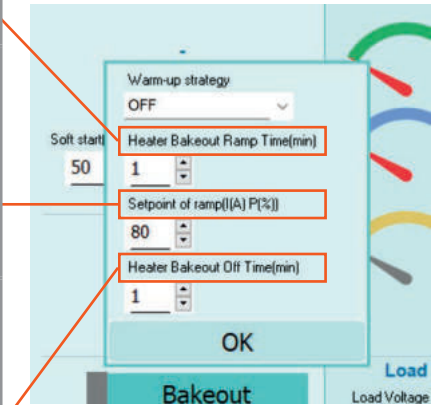 -
Warm-up strategy
OFF
Soft start(
50
Heater Bakeout Ramp Time(min)
1
Setpoint of ramp(I(A) P(%))
80
Heater Bakeout Off Time(min)
1
OK
Bakeout
Load
Load Voltage